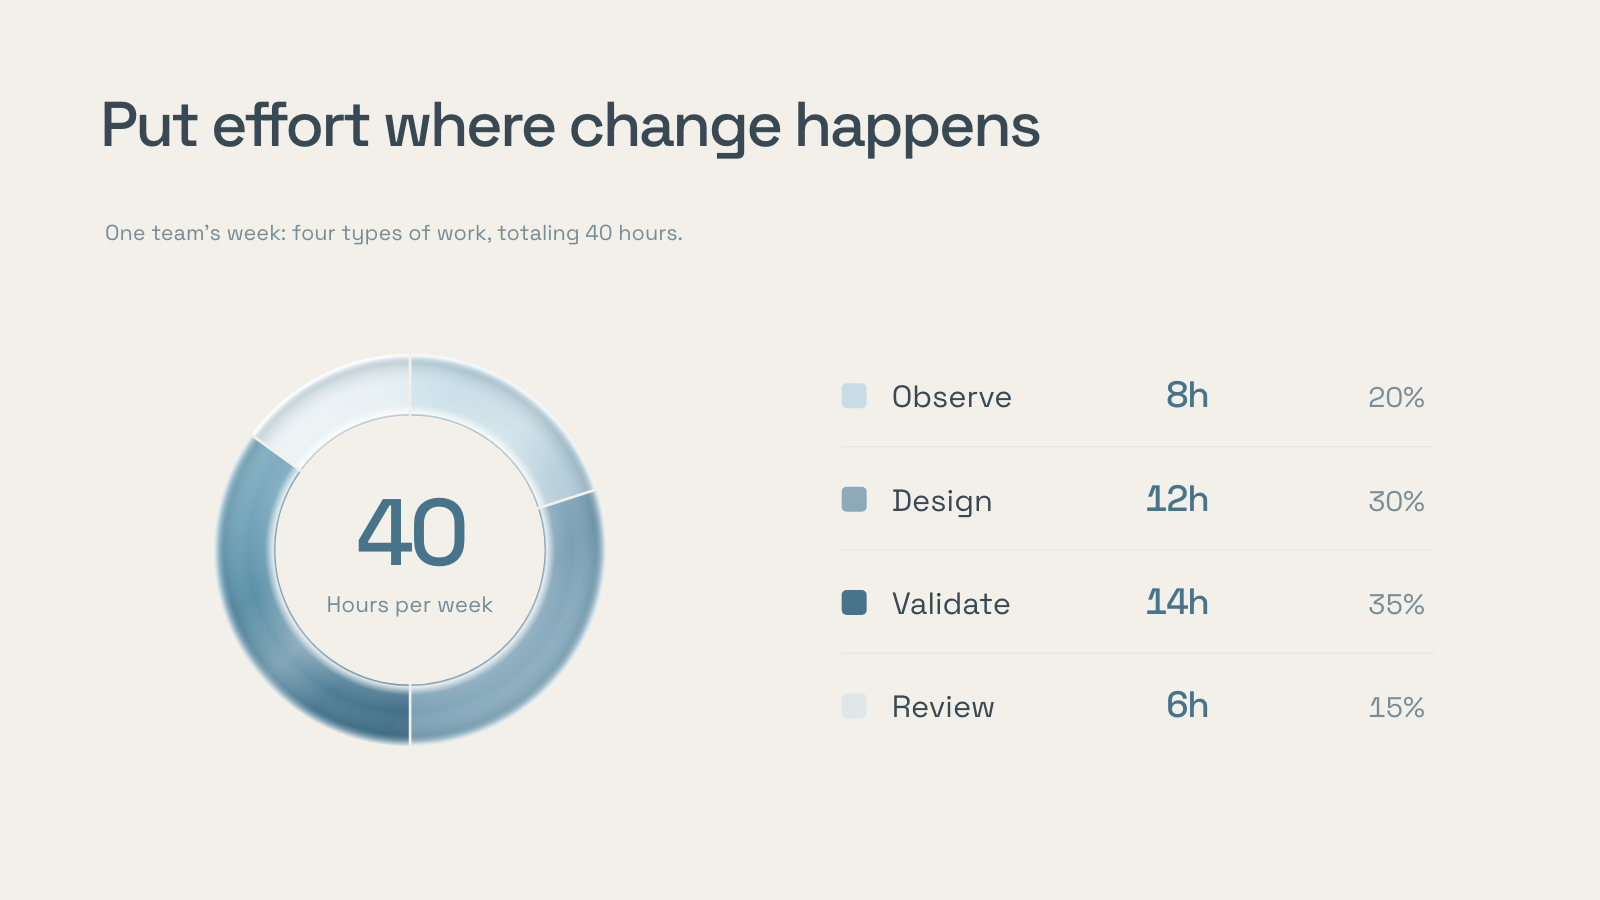 Put effort where change happens
One team’s week: four types of work, totaling 40 hours.
40
Hours per week
Observe 8h 20%
Design 12h 30%
Validate 14h 35%
Review 6h 15%